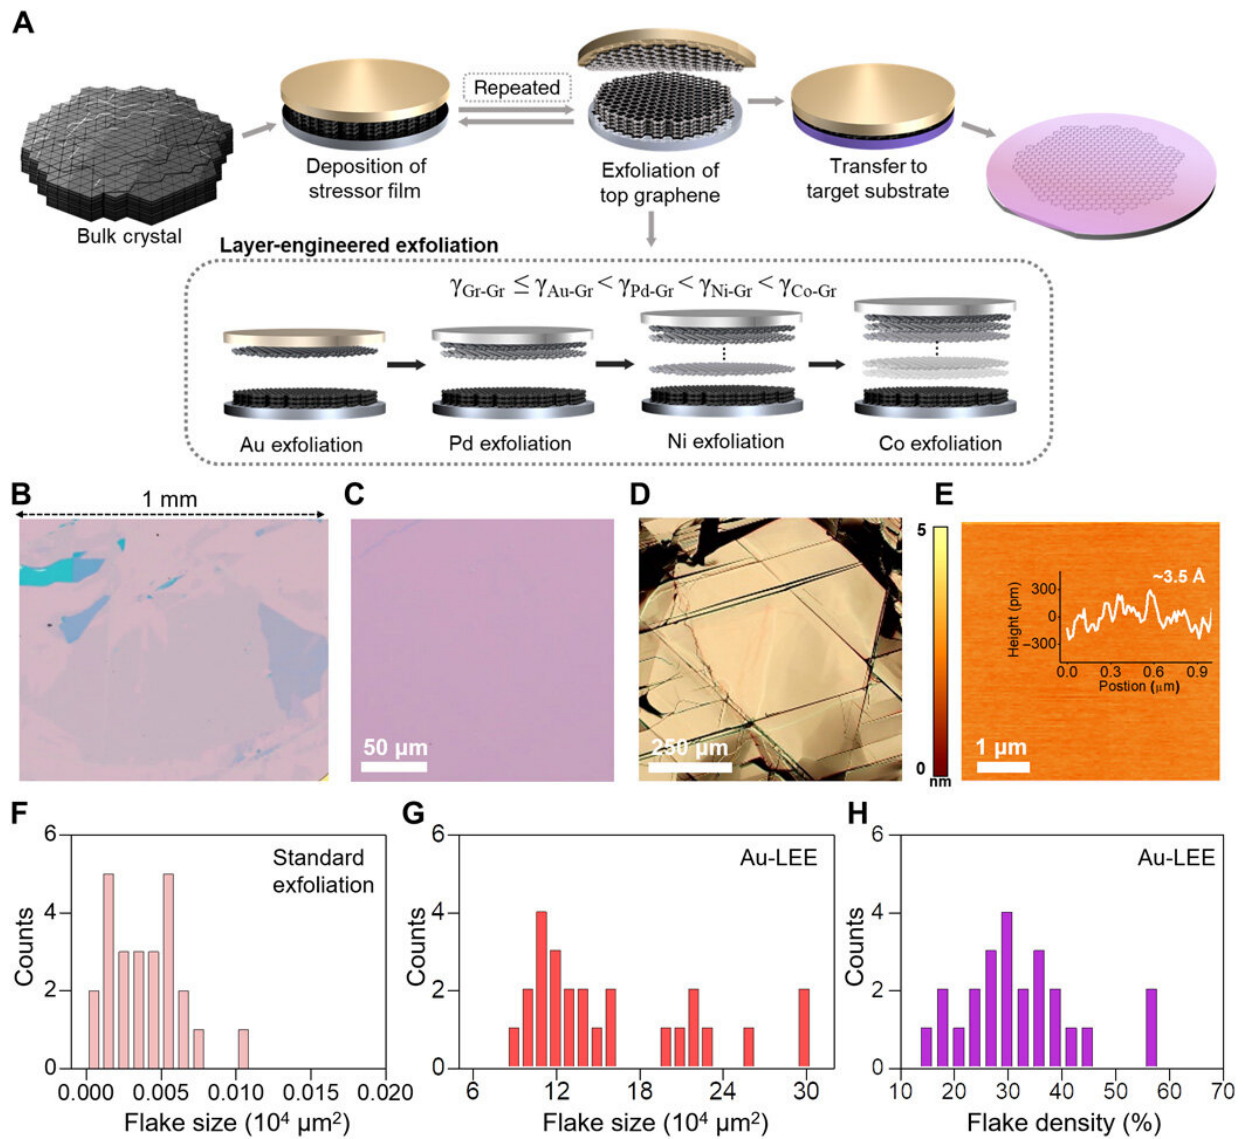 A
Repeated
Bulk crystal
Deposition of
stressor film
Exfoliation of
top graphene
Transfer to
target substrate
Layer-engineered exfoliation
γGr-Gr ≤ γAu-Gr < γPd-Gr < γNi-Gr < γCo-Gr
Au exfoliation
Pd exfoliation
Ni exfoliation
Co exfoliation
B
1 mm
C
50 μm
D
250 μm
5
0
nm
E
~3.5 Å
Height (pm)
300
0
−300
0.0 0.3 0.6 0.9
Postion (μm)
1 μm
F
Standard
exfoliation
Counts
6
4
2
0
0.000 0.005 0.010 0.015 0.020
Flake size (10⁴ μm²)
G
Au-LEE
Counts
6
4
2
0
6 12 18 24 30
Flake size (10⁴ μm²)
H
Au-LEE
Counts
6
4
2
0
10 20 30 40 50 60 70
Flake density (%)